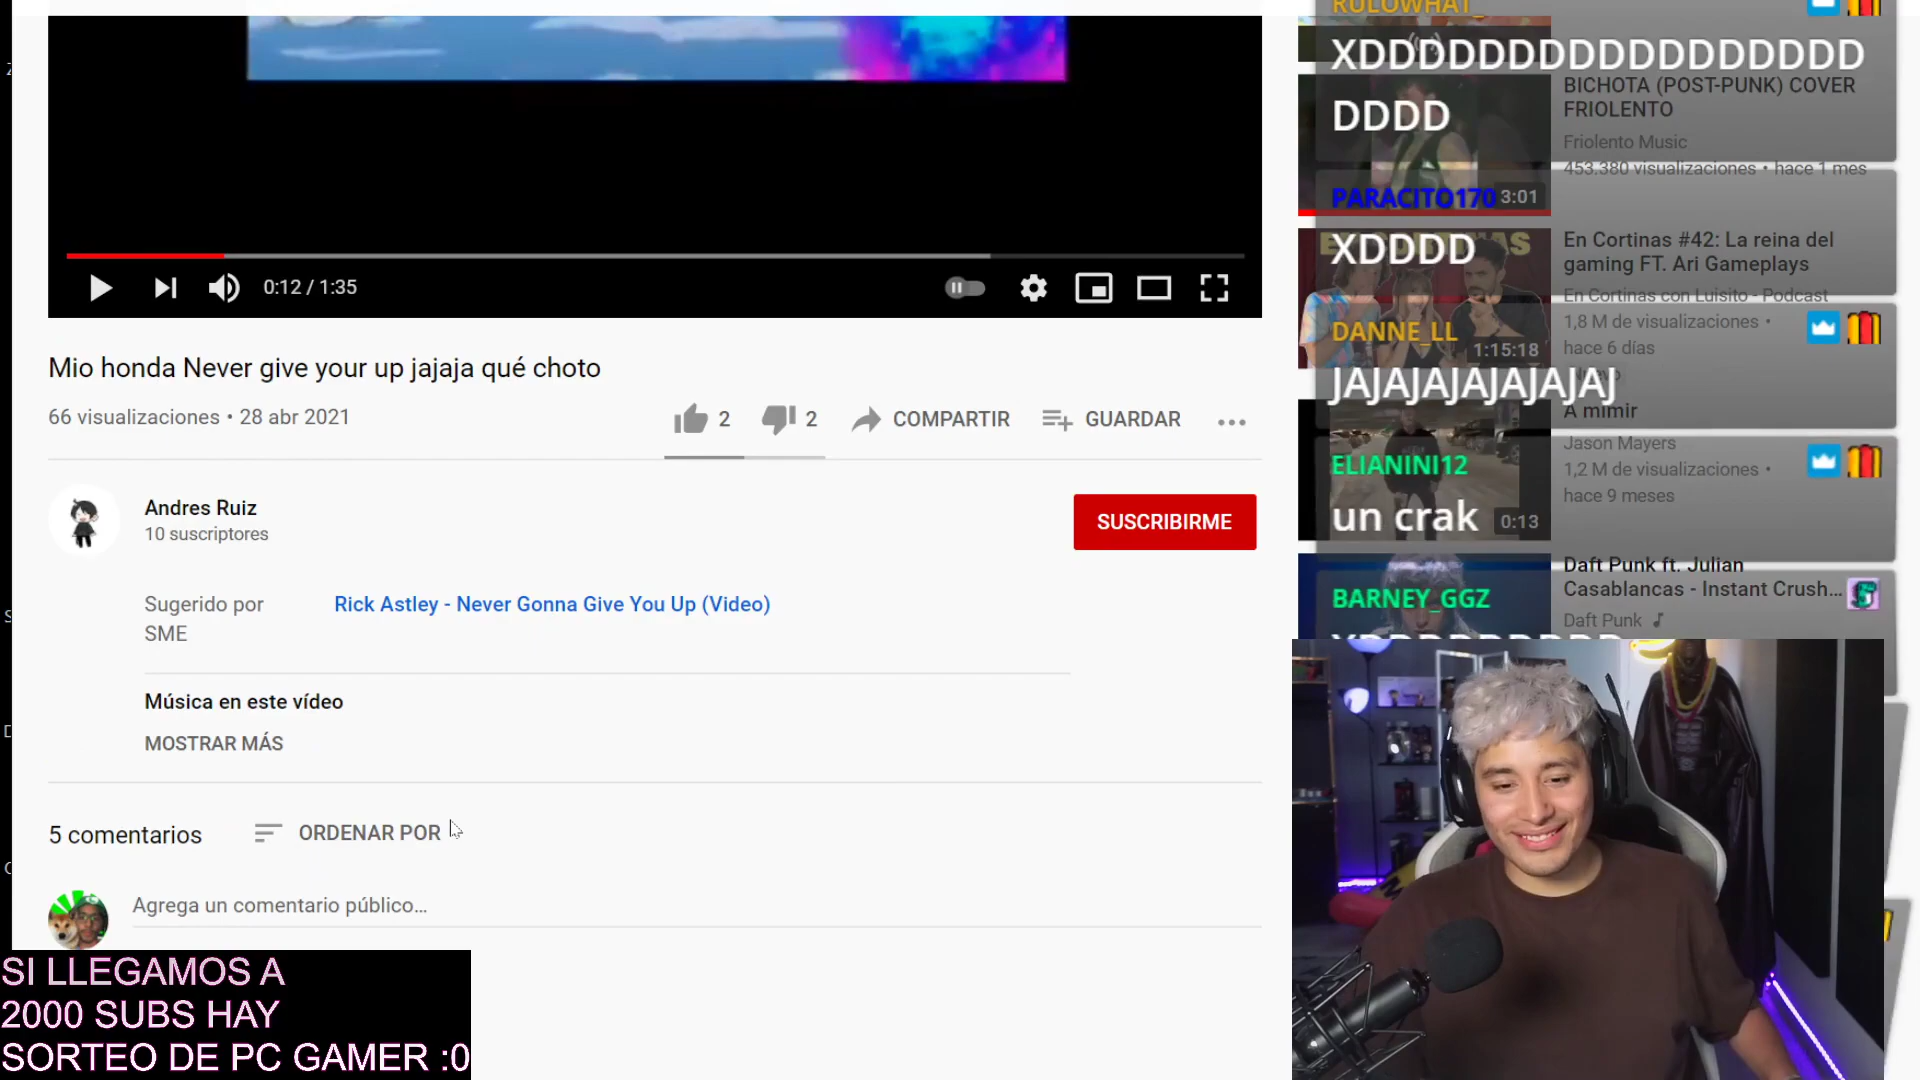 0:12 / 1:35
Mio honda Never give your up jajaja qué choto
66 visualizaciones • 28 abr 2021
2
2
COMPARTIR
GUARDAR
Andres Ruiz
10 suscriptores
SUSCRIBIRME
Sugerido por
SME
Rick Astley - Never Gonna Give You Up (Video)
Música en este vídeo
MOSTRAR MÁS
5 comentarios
ORDENAR POR
Agrega un comentario público...
SI LLEGAMOS A
2000 SUBS HAY
SORTEO DE PC GAMER :0
RULOWHAT_
XDDDDDDDDDDDDDDDDD
DDDD
BICHOTA (POST-PUNK) COVER
FRIOLENTO
Friolento Music
453.380 visualizaciones • hace 1 mes
PARACITO170
3:01
XDDDD
En Cortinas #42: La reina del
gaming FT. Ari Gameplays
En Cortinas con Luisito - Podcast
1,8 M de visualizaciones •
hace 6 días
DANNE_LL
1:15:18
JAJAJAJAJAJAJAJ
A mimir
Jason Mayers
1,2 M de visualizaciones •
hace 9 meses
ELIANINI12
un crak
0:13
Daft Punk ft. Julian
Casablancas - Instant Crush...
Daft Punk
BARNEY_GGZ